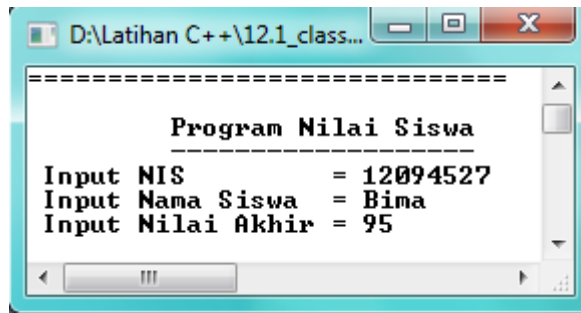 D:\Latihan C++\12.1_class...
==============================
Program Nilai Siswa
-------------------
Input NIS = 12094527
Input Nama Siswa = Bima
Input Nilai Akhir = 95